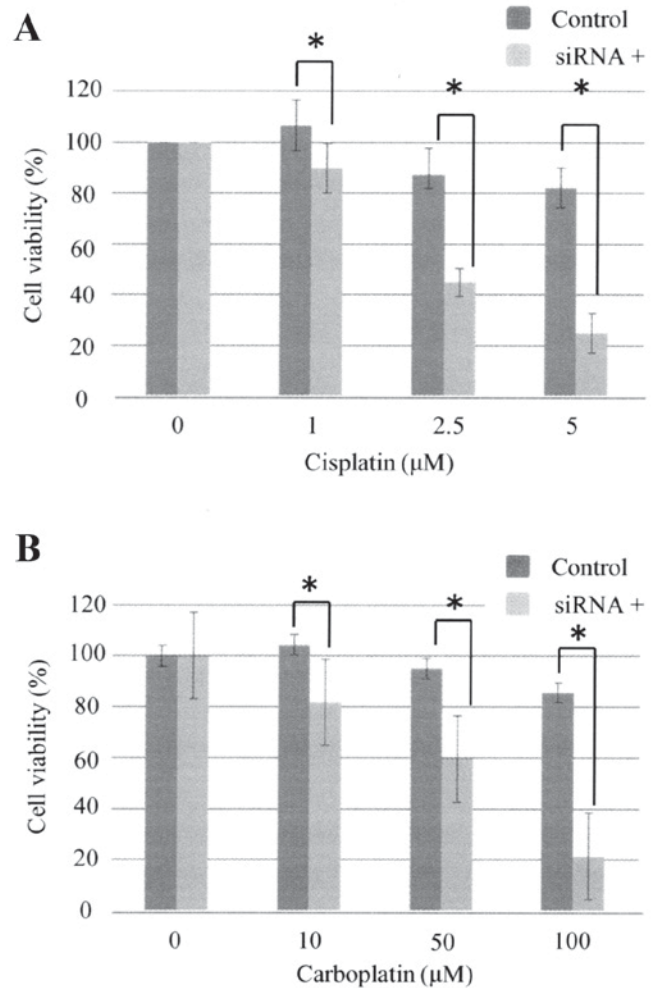 A
Control
siRNA +
*
*
*
120
100
80
60
40
20
0
Cell viability (%)
0 1 2.5 5
Cisplatin (μM)
B
Control
siRNA +
*
*
*
120
100
80
60
40
20
0
Cell viability (%)
0 10 50 100
Carboplatin (μM)